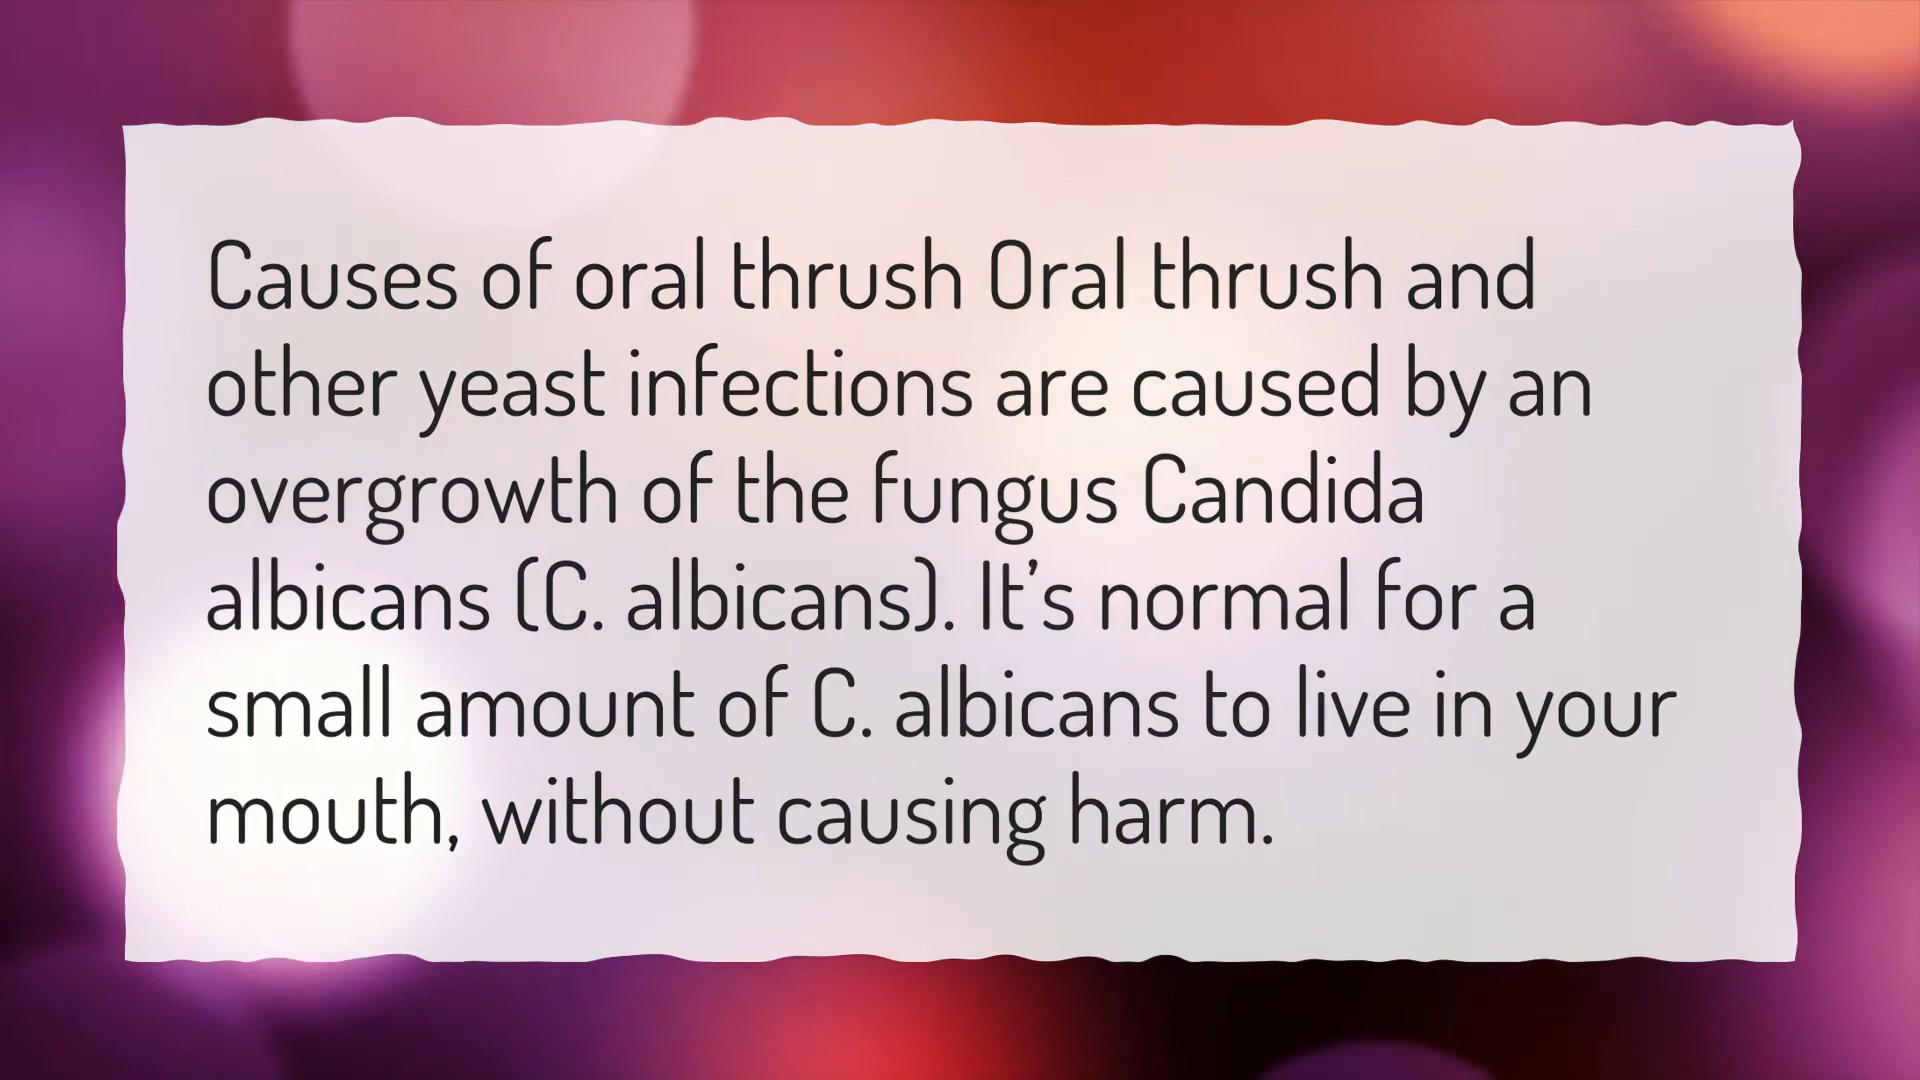 Causes of oral thrush Oral thrush and
other yeast infections are caused by an
overgrowth of the fungus Candida
albicans (C. albicans). It’s normal for a
small amount of C. albicans to live in your
mouth, without causing harm.